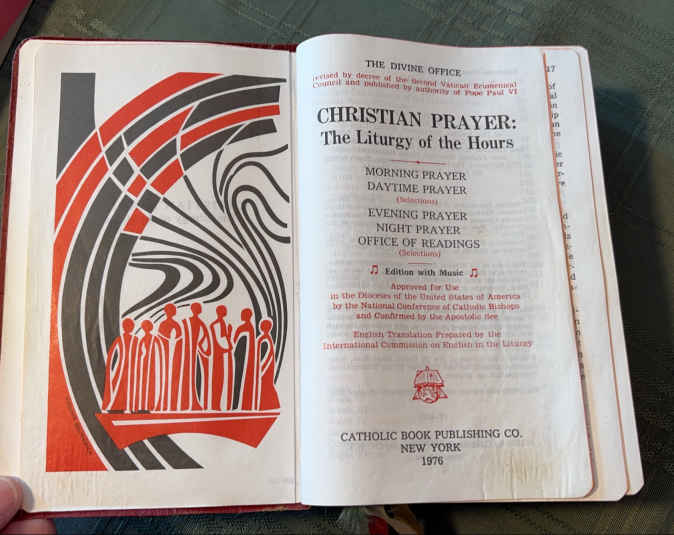 THE DIVINE OFFICE
revised by decree of the Second Vatican Ecumenical
Council and published by authority of Pope Paul VI
CHRISTIAN PRAYER:
The Liturgy of the Hours
MORNING PRAYER
DAYTIME PRAYER
(Selections)
EVENING PRAYER
NIGHT PRAYER
OFFICE OF READINGS
(Selections)
♫ Edition with Music ♫
Approved for Use
in the Dioceses of the United States of America
by the National Conference of Catholic Bishops
and Confirmed by the Apostolic See
English Translation Prepared by the
International Commission on English in the Liturgy
CATHOLIC BOOK PUBLISHING CO.
NEW YORK
1976
17
of